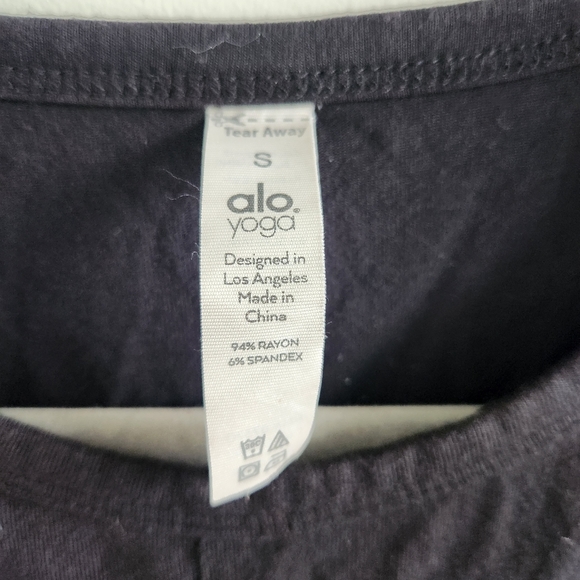 Tear Away
S
alo®
yoga
Designed in
Los Angeles
Made in
China
94% RAYON
6% SPANDEX